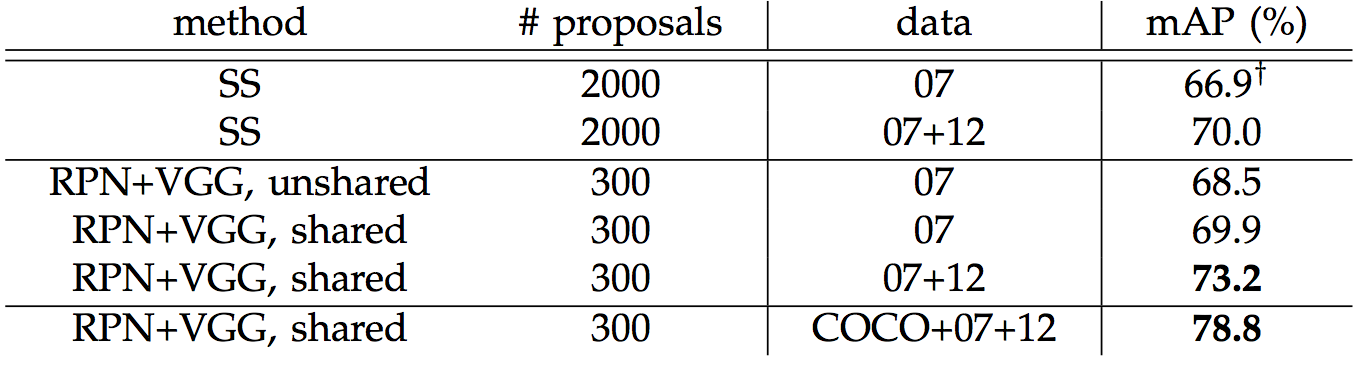 method # proposals data mAP (%)
SS 2000 07 66.9†
SS 2000 07+12 70.0
RPN+VGG, unshared 300 07 68.5
RPN+VGG, shared 300 07 69.9
RPN+VGG, shared 300 07+12 73.2
RPN+VGG, shared 300 COCO+07+12 78.8